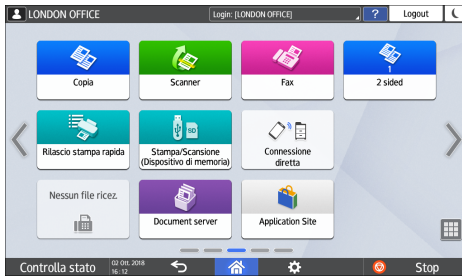 LONDON OFFICE
Login: [LONDON OFFICE]
?
Logout
Copia
Scanner
Fax
1
2 sided
Rilascio stampa rapida
SD
Stampa/Scansione
(Dispositivo di memoria)
Connessione
diretta
Nessun file ricez.
Document server
Application Site
Controlla stato
02 Ott. 2018
16 : 12
Stop